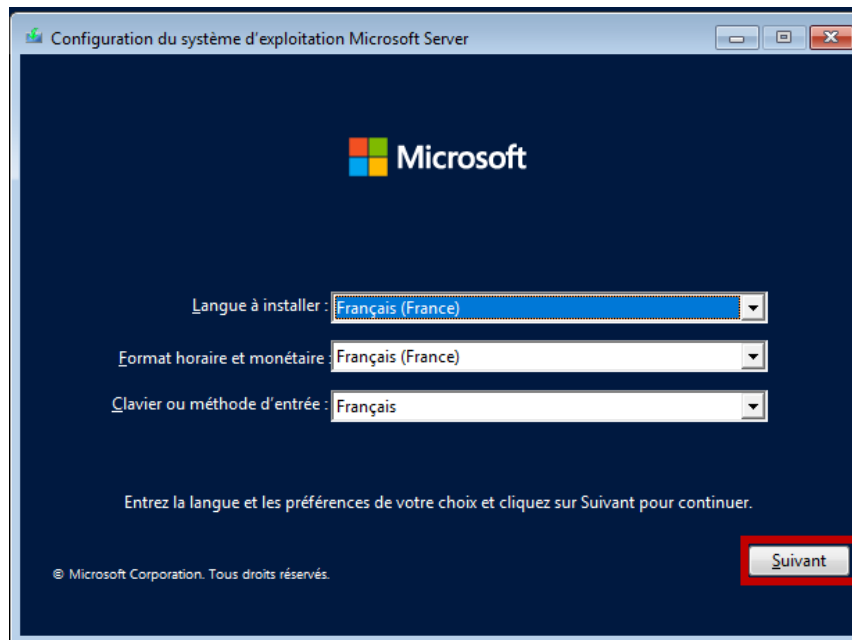 Configuration du système d'exploitation Microsoft Server
Microsoft
Langue à installer : Français (France)
Format horaire et monétaire : Français (France)
Clavier ou méthode d'entrée : Français
Entrez la langue et les préférences de votre choix et cliquez sur Suivant pour continuer.
Suivant
© Microsoft Corporation. Tous droits réservés.